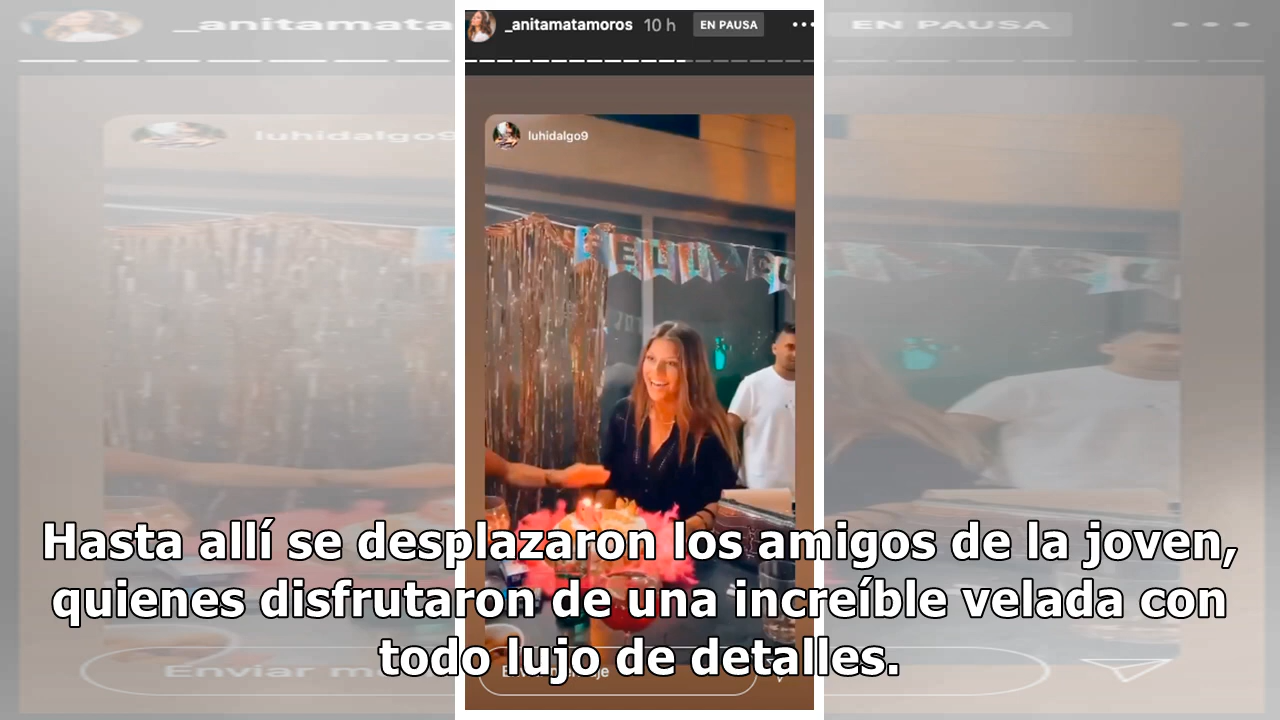 _anitamatamoros 10 h EN PAUSA
luhidalgo9
FELI
Hasta allí se desplazaron los amigos de la joven,
quienes disfrutaron de una increíble velada con
todo lujo de detalles.